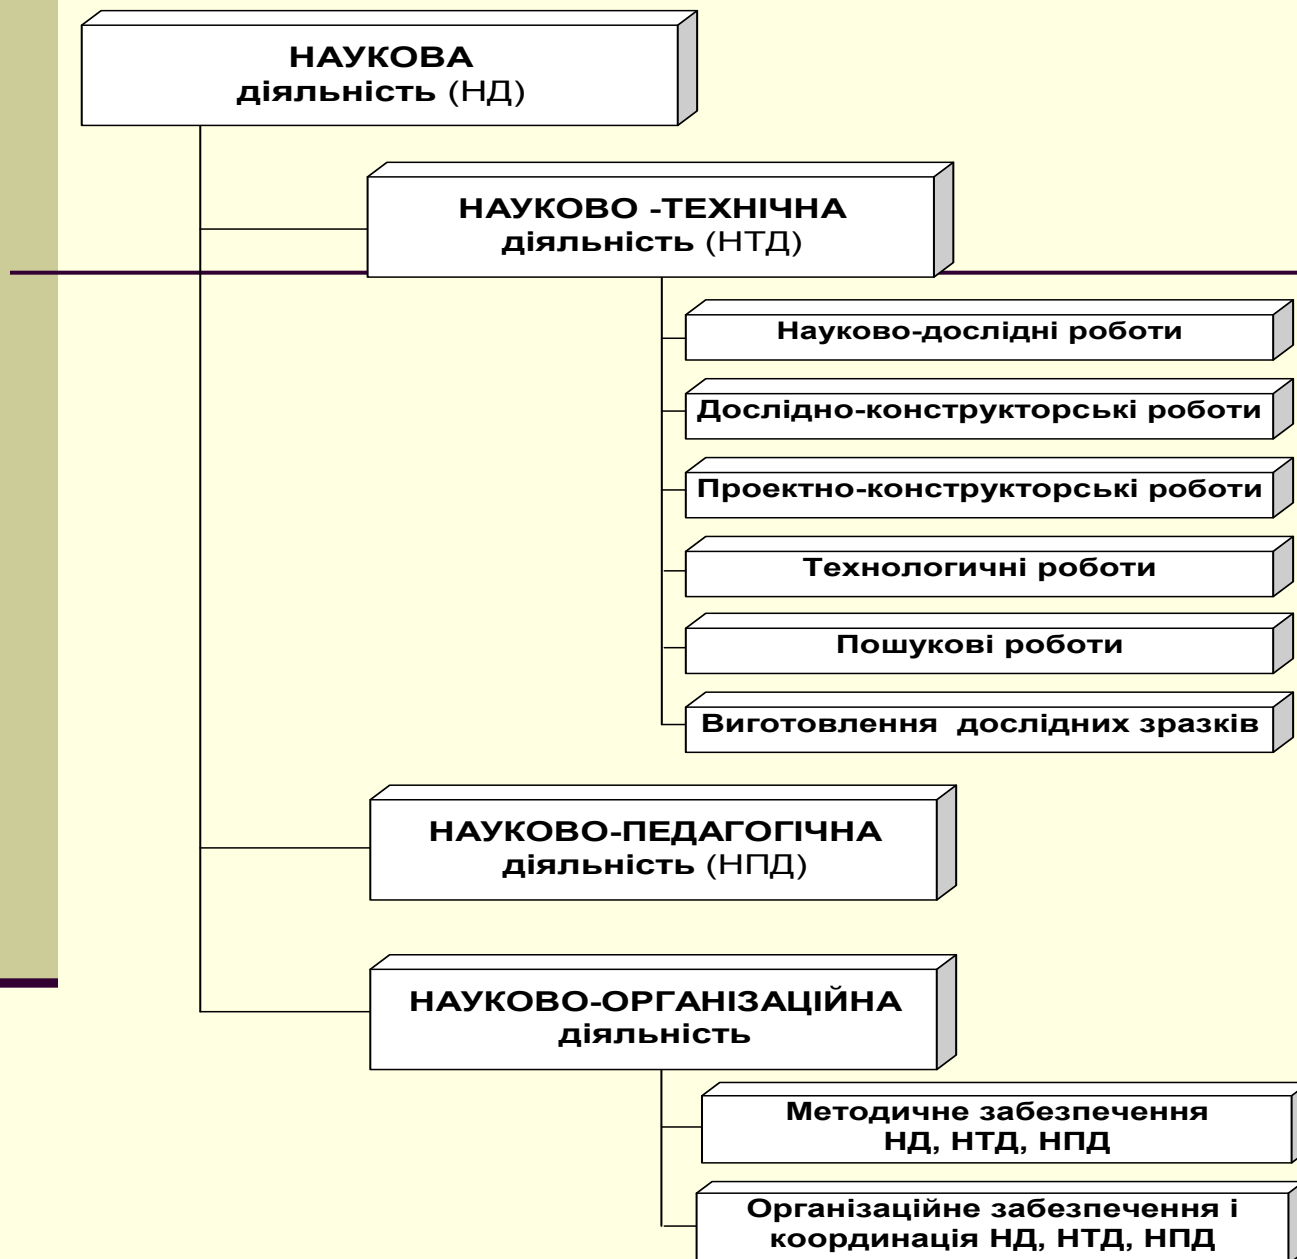 НАУКОВА
діяльність (НД)
НАУКОВО -ТЕХНІЧНА
діяльність (НТД)
Науково-дослідні роботи
Дослідно-конструкторські роботи
Проектно-конструкторські роботи
Технологичні роботи
Пошукові роботи
Виготовлення дослідних зразків
НАУКОВО-ПЕДАГОГІЧНА
діяльність (НПД)
НАУКОВО-ОРГАНІЗАЦІЙНА
діяльність
Методичне забезпечення
НД, НТД, НПД
Організаційне забезпечення і
координація НД, НТД, НПД